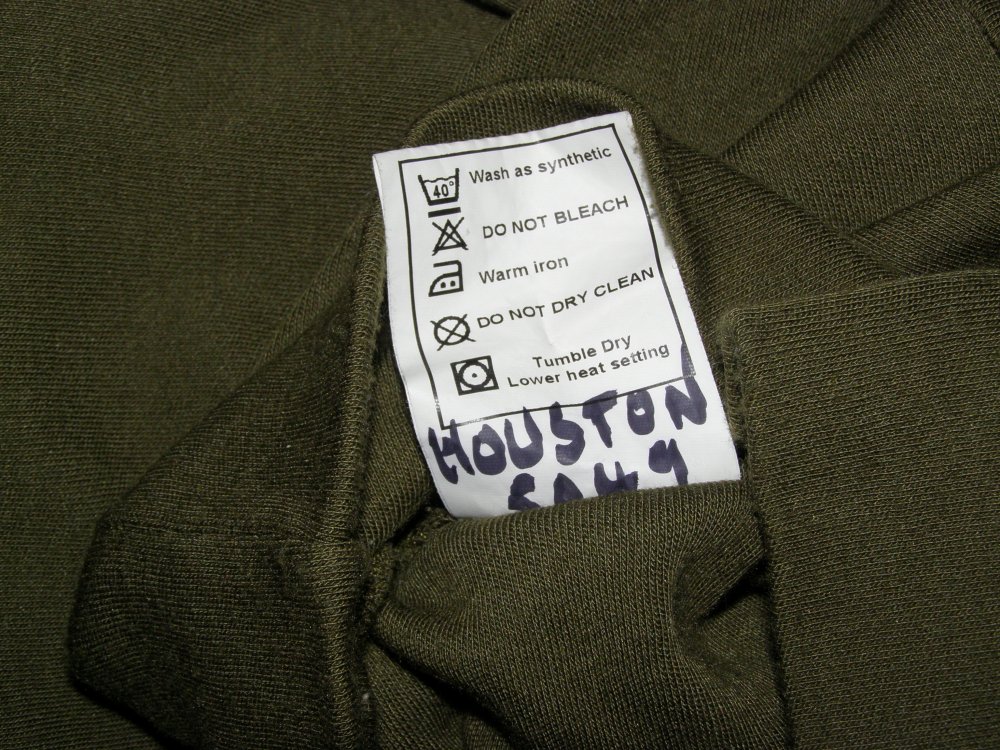 40°
Wash as synthetic
DO NOT BLEACH
Warm iron
DO NOT DRY CLEAN
Tumble Dry
Lower heat setting
HOUSTON